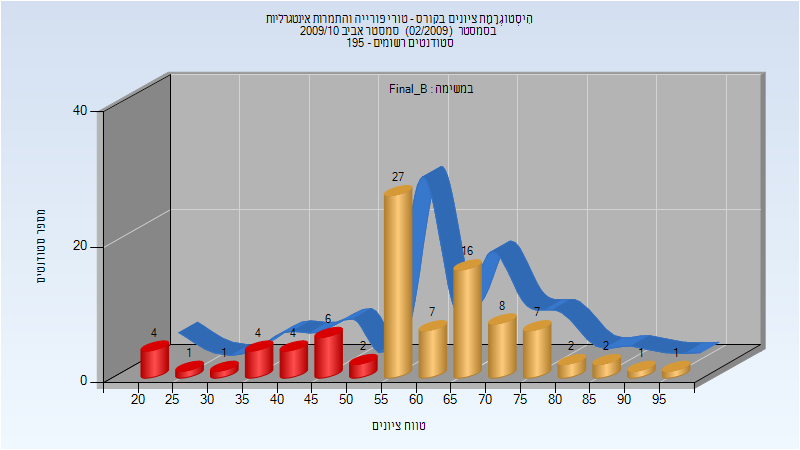 היסטוגרמת ציונים בקורס - טורי פורייה והתמרות אינטגרליות
בסמסטר (02/2009) סמסטר אביב 2009/10
סטודנטים רשומים - 195
במשימה : Final_B
מספר סטודנטים
40
20
0
4
1
1
4
4
6
2
27
7
16
8
7
2
2
1
1
20 25 30 35 40 45 50 55 60 65 70 75 80 85 90 95
טווח ציונים